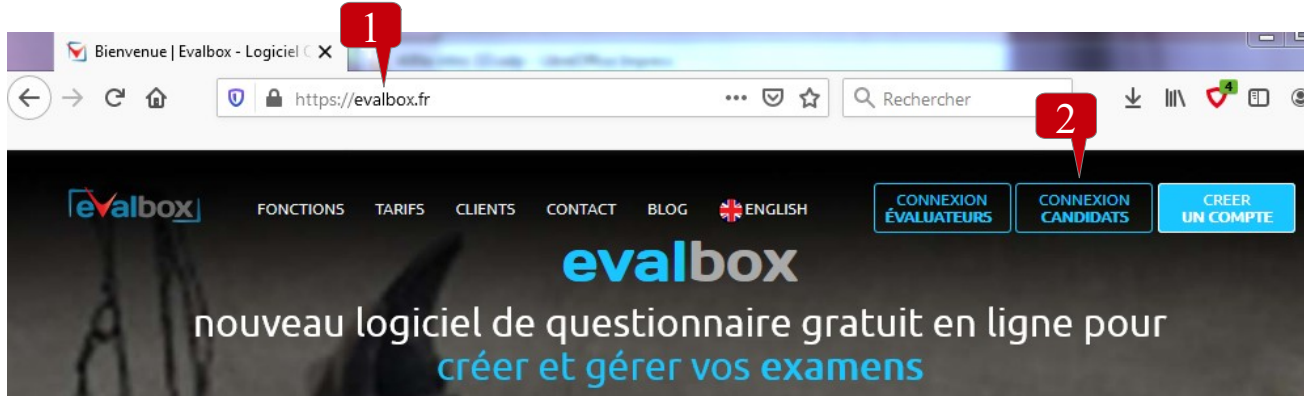 1
Bienvenue | Evalbox - Logiciel
https://evalbox.fr
Rechercher
4
2
evalbox
FONCTIONS TARIFS CLIENTS CONTACT BLOG ENGLISH
CONNEXION
ÉVALUATEURS
CONNEXION
CANDIDATS
CREER
UN COMPTE
evalbox
nouveau logiciel de questionnaire gratuit en ligne pour
créer et gérer vos examens